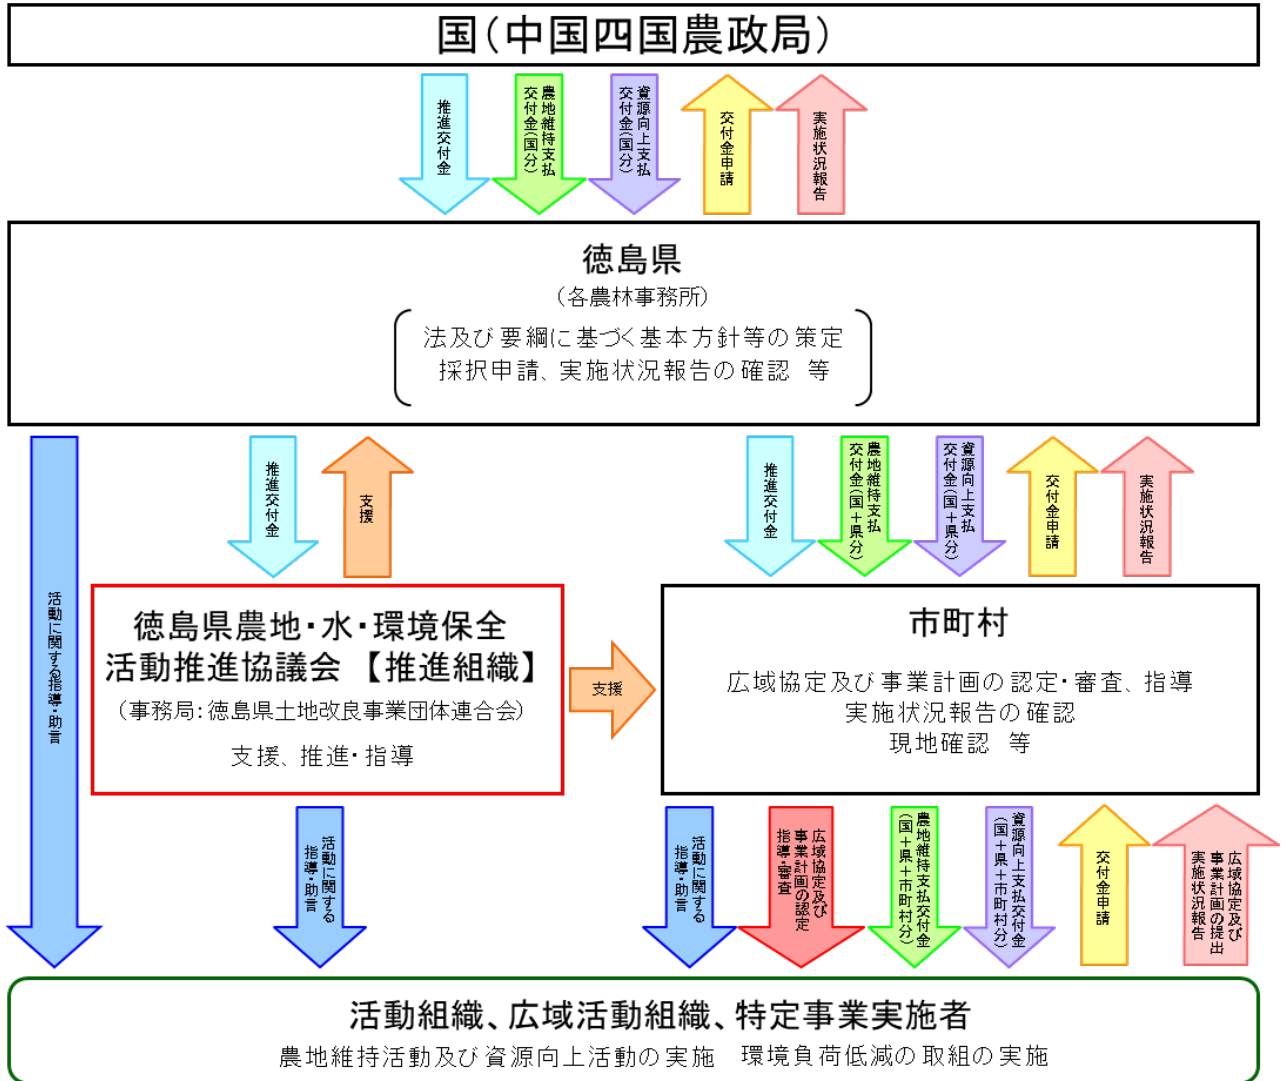 国(中国四国農政局)
推進交付金
農地維持支払
交付金(国分)
資源向上支払
交付金(国分)
交付金申請
実施状況報告
徳島県
(各農林事務所)
法及び要綱に基づく基本方針等の策定
採択申請、実施状況報告の確認 等
活動に関する指導・助言
推進交付金
支援
推進交付金
農地維持支払
交付金(国+県分)
資源向上支払
交付金(国+県分)
交付金申請
実施状況報告
徳島県農地・水・環境保全
活動推進協議会 【推進組織】
(事務局:徳島県土地改良事業団体連合会)
支援、推進・指導
支援
市町村
広域協定及び事業計画の認定・審査、指導
実施状況報告の確認
現地確認 等
活動に関する
指導・助言
活動に関する
指導・助言
広域協定及び
事業計画の認定
指導・審査
農地維持支払交付金
(国+県+市町村分)
資源向上支払交付金
(国+県+市町村分)
交付金申請
広域協定及び
事業計画の提出
実施状況報告
活動組織、広域活動組織、特定事業実施者
農地維持活動及び資源向上活動の実施 環境負荷低減の取組の実施